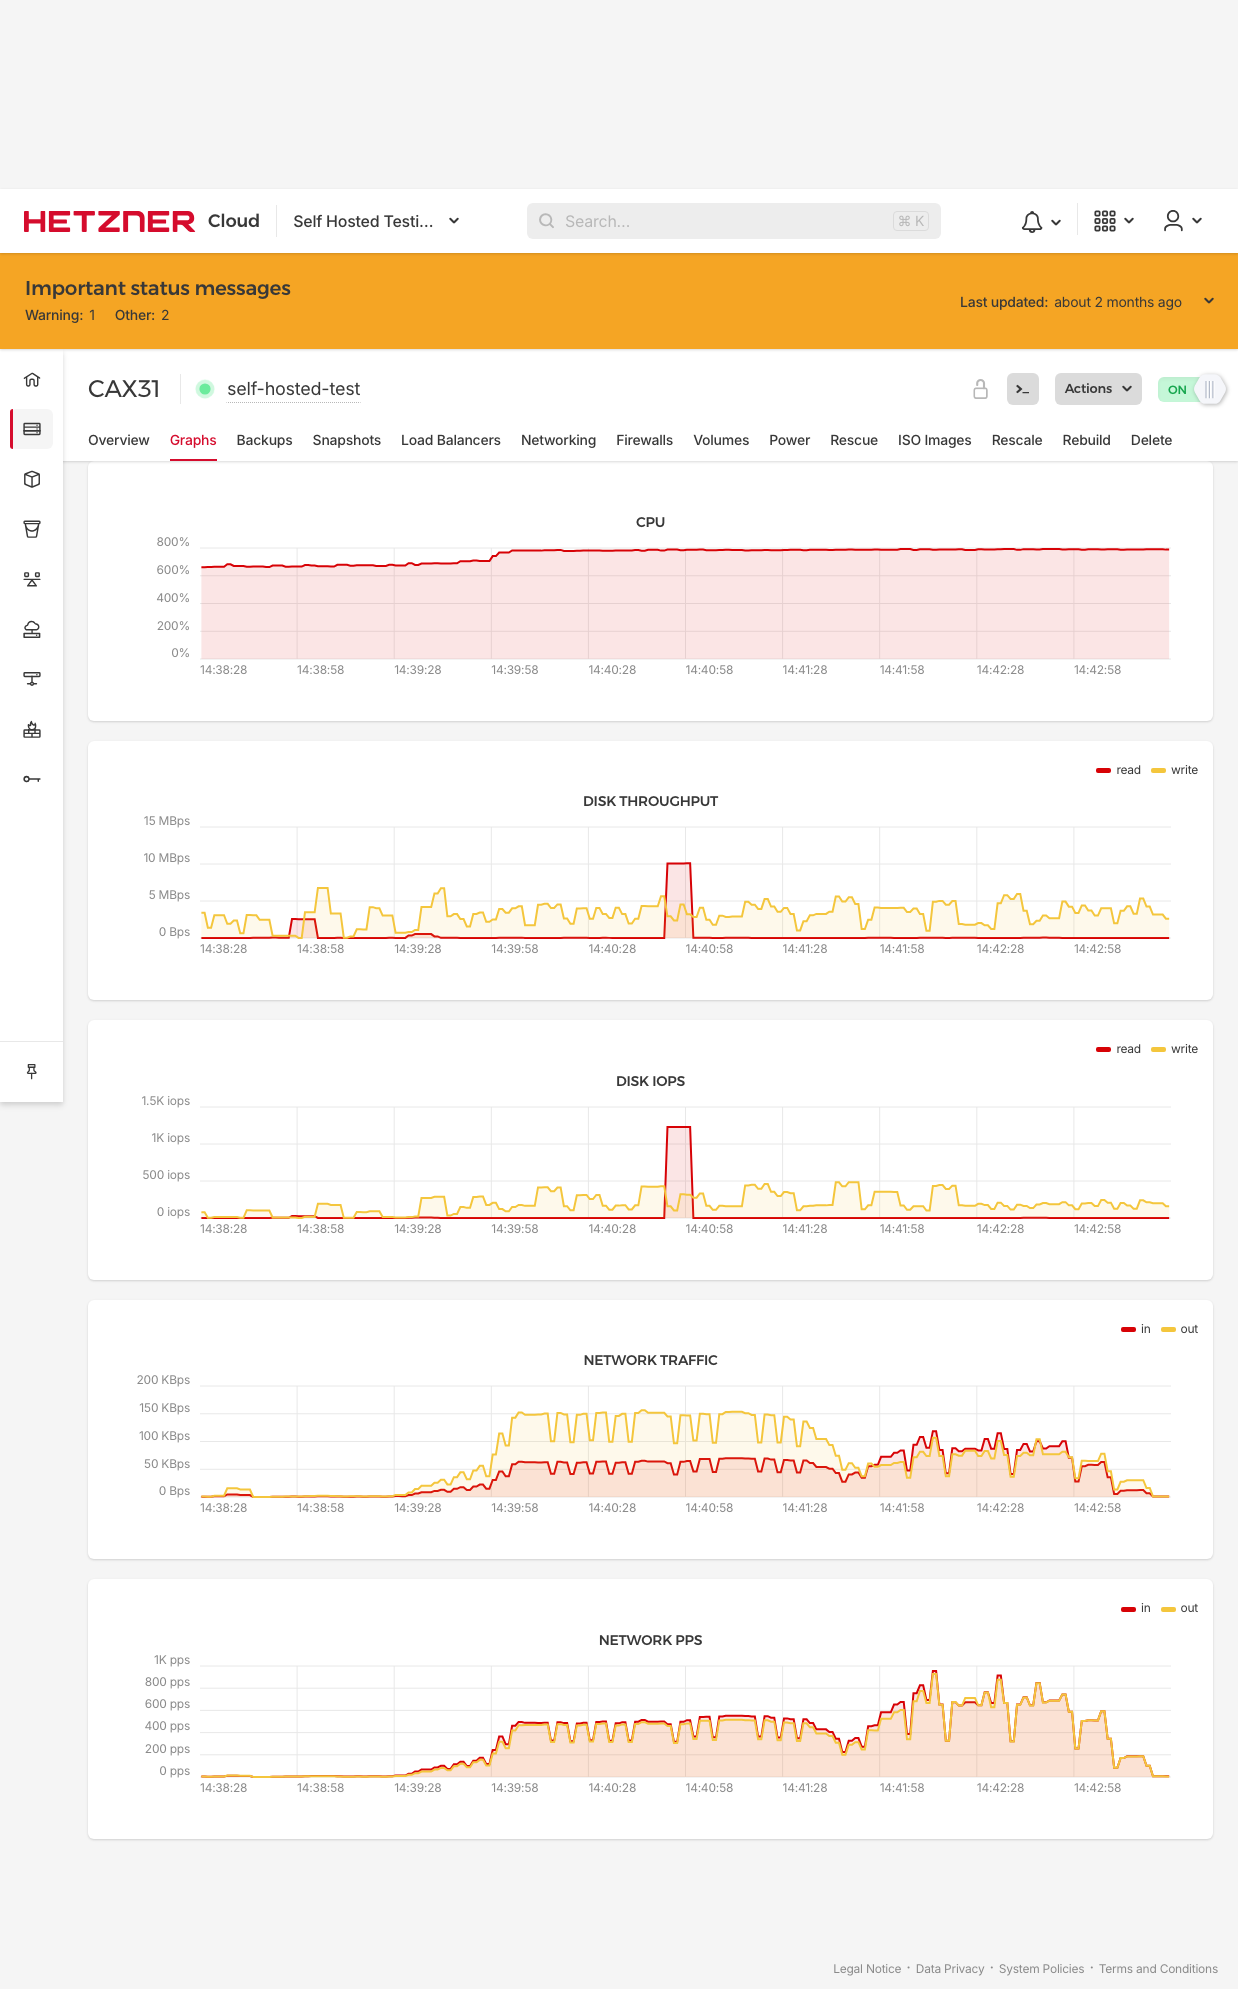 HETZNER Cloud Self Hosted Testi... Search... ⌘ K
Important status messages
Warning: 1 Other: 2
Last updated: about 2 months ago
CAX31 self-hosted-test >_ Actions ON
Overview Graphs Backups Snapshots Load Balancers Networking Firewalls Volumes Power Rescue ISO Images Rescale Rebuild Delete
CPU
800%
600%
400%
200%
0%
14:38:28 14:38:58 14:39:28 14:39:58 14:40:28 14:40:58 14:41:28 14:41:58 14:42:28 14:42:58
read write
DISK THROUGHPUT
15 MBps
10 MBps
5 MBps
0 Bps
14:38:28 14:38:58 14:39:28 14:39:58 14:40:28 14:40:58 14:41:28 14:41:58 14:42:28 14:42:58
read write
DISK IOPS
1.5K iops
1K iops
500 iops
0 iops
14:38:28 14:38:58 14:39:28 14:39:58 14:40:28 14:40:58 14:41:28 14:41:58 14:42:28 14:42:58
in out
NETWORK TRAFFIC
200 KBps
150 KBps
100 KBps
50 KBps
0 Bps
14:38:28 14:38:58 14:39:28 14:39:58 14:40:28 14:40:58 14:41:28 14:41:58 14:42:28 14:42:58
in out
NETWORK PPS
1K pps
800 pps
600 pps
400 pps
200 pps
0 pps
14:38:28 14:38:58 14:39:28 14:39:58 14:40:28 14:40:58 14:41:28 14:41:58 14:42:28 14:42:58
Legal Notice · Data Privacy · System Policies · Terms and Conditions